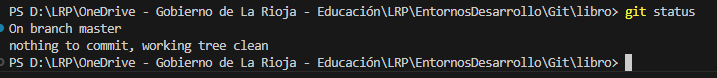 PS D:\LRP\OneDrive - Gobierno de La Rioja - Educación\LRP\EntornosDesarrollo\Git\libro> git status
On branch master
nothing to commit, working tree clean
PS D:\LRP\OneDrive - Gobierno de La Rioja - Educación\LRP\EntornosDesarrollo\Git\libro>